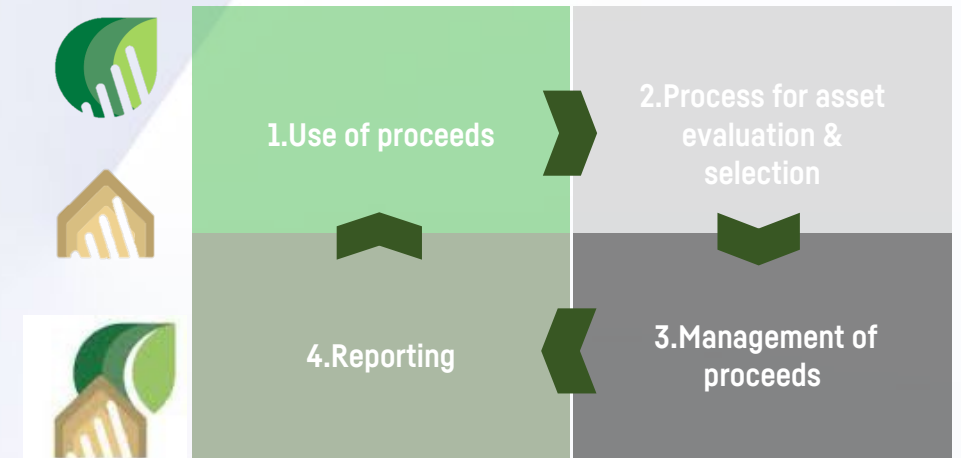 1.Use of proceeds
2.Process for asset
evaluation &
selection
3.Management of
proceeds
4.Reporting